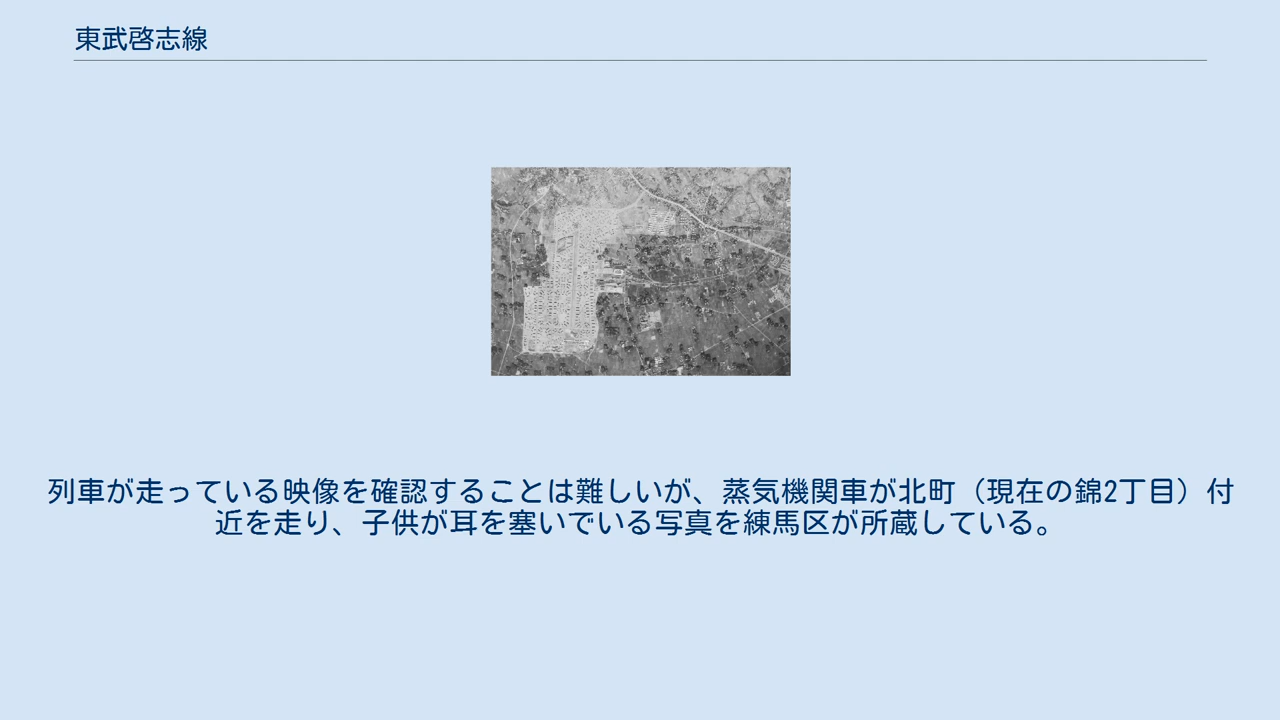 東武啓志線
列車が走っている映像を確認することは難しいが、蒸気機関車が北町（現在の錦2丁目）付
近を走り、子供が耳を塞いでいる写真を練馬区が所蔵している。